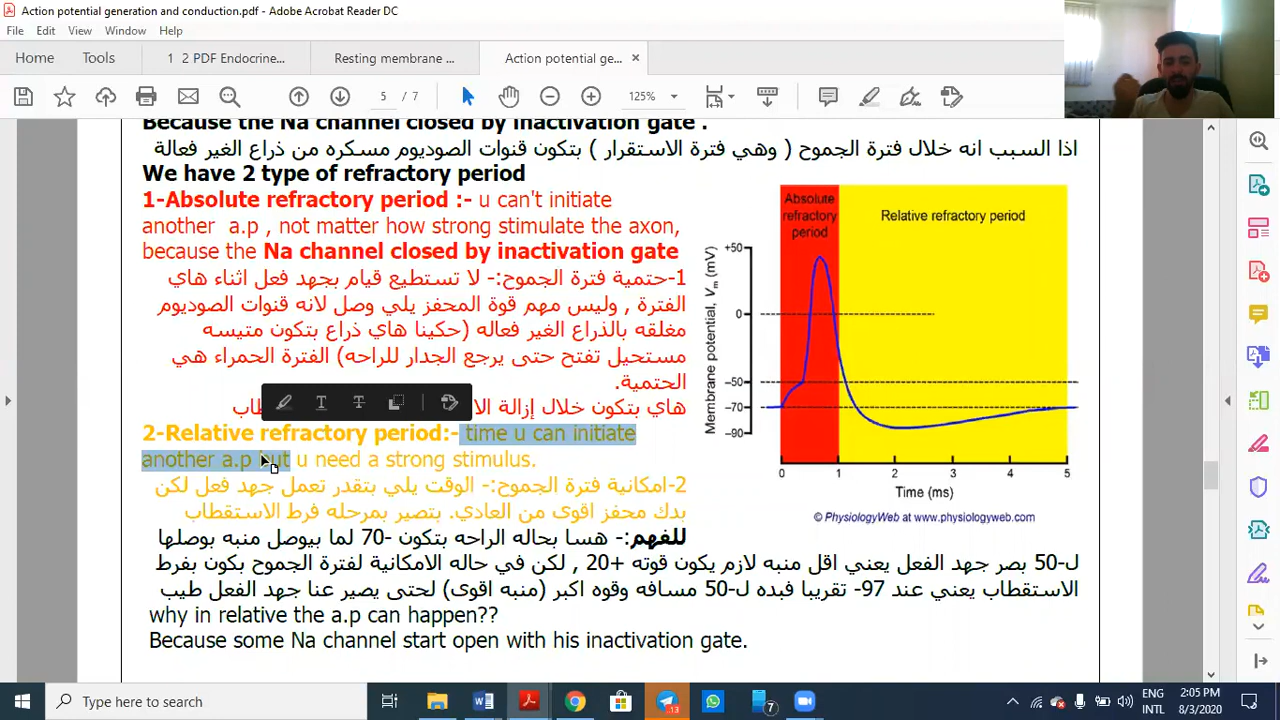 Action potential generation and conduction.pdf - Adobe Acrobat Reader DC
File Edit View Window Help
Home Tools 1 2 PDF Endocrine... Resting membrane ... Action potential ge... ×
5 / 7 125%
Because the Na channel closed by inactivation gate .
اذا السبب انه خلال فترة الجموح ( وهي فترة الاستقرار ) بتكون قنوات الصوديوم مسكره من ذراع الغير فعالة
We have 2 type of refractory period
1-Absolute refractory period :- u can't initiate
another a.p , not matter how strong stimulate the axon,
because the Na channel closed by inactivation gate
1-حتمية فترة الجموح:- لا تستطيع قيام بجهد فعل اثناء هاي
الفترة , وليس مهم قوة المحفز يلي وصل لانه قنوات الصوديوم
مغلقه بالذراع الغير فعاله (حكينا هاي ذراع بتكون متيسه
مستحيل تفتح حتى يرجع الجدار للراحه) الفترة الحمراء هي
الحتمية.
هاي بتكون خلال إزالة
2-Relative refractory period:- time u can initiate
another a.p but u need a strong stimulus.
2-امكانية فترة الجموح:- الوقت يلي بتقدر تعمل جهد فعل لكن
بدك محفز اقوى من العادي. بتصير بمرحله فرط الاستقطاب
للفهم:- هسا بحاله الراحه بتكون -70 لما بيوصل منبه بوصلها
ل-50 بصر جهد الفعل يعني اقل منبه لازم يكون قوته +20 , لكن في حاله الامكانية لفترة الجموح بكون بفرط
الاستقطاب يعني عند 97- تقريبا فبده ل-50 مسافه وقوه اكبر (منبه اقوى) لحتى يصير عنا جهد الفعل طيب
why in relative the a.p can happen??
Because some Na channel start open with his inactivation gate.
Absolute
refractory
period
Relative refractory period
Membrane potential, Vm (mV)
+50
0
−50
−70
−90
0 1 2 3 4 5
Time (ms)
© PhysiologyWeb at www.physiologyweb.com
Type here to search
13
7
ENG
INTL
2:05 PM
8/3/2020